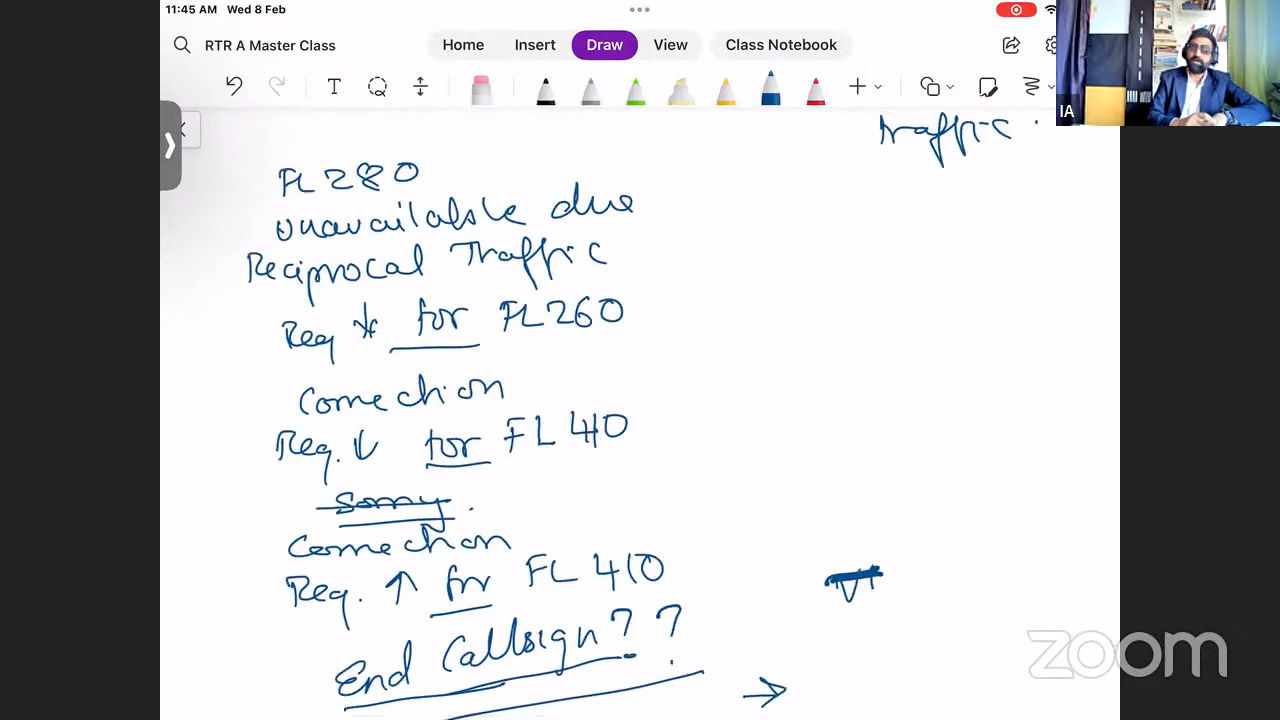 11:45 AM Wed 8 Feb
RTR A Master Class
Home Insert Draw View Class Notebook
IA
Traffic
FL 280
unavailable due
Reciprocal Traffic
Req for FL260
Correction
Req. ↓ for FL 410
Sorry.
Correction
Req. ↑ for FL 410
End Callsign ? ?
→
zoom